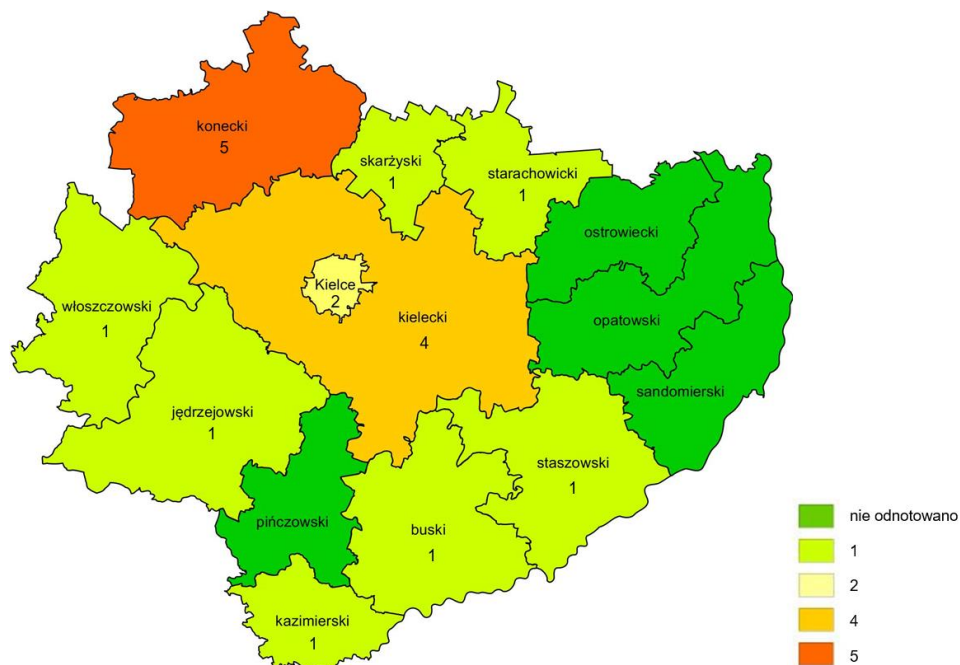 konecki
5
skarżyski
1
starachowicki
1
ostrowiecki
Kielce
2
włoszczowski
1
kielecki
4
opatowski
sandomierski
jędrzejowski
1
staszowski
1
pińczowski
buski
1
kazimierski
1
nie odnotowano
1
2
4
5